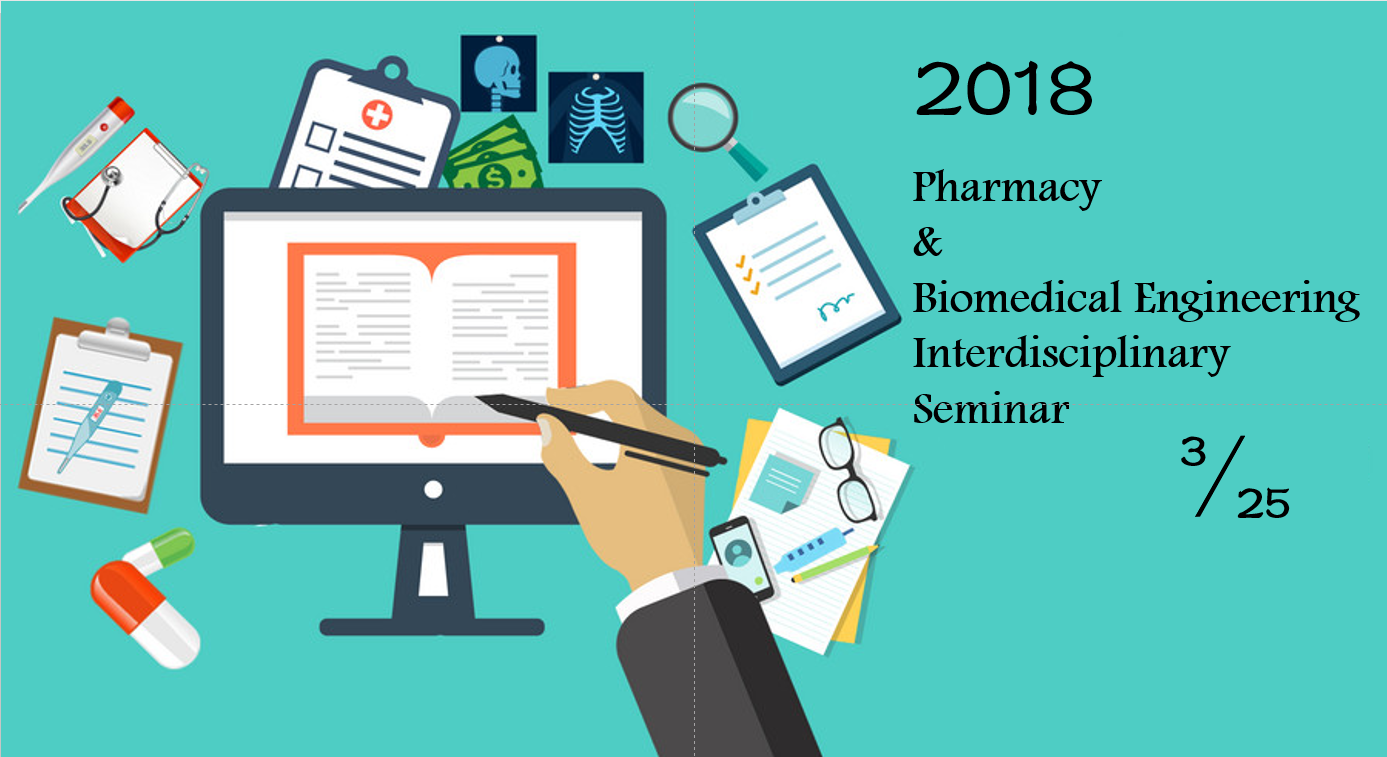 2018
Pharmacy
&
Biomedical Engineering
Interdisciplinary
Seminar
3/25
$